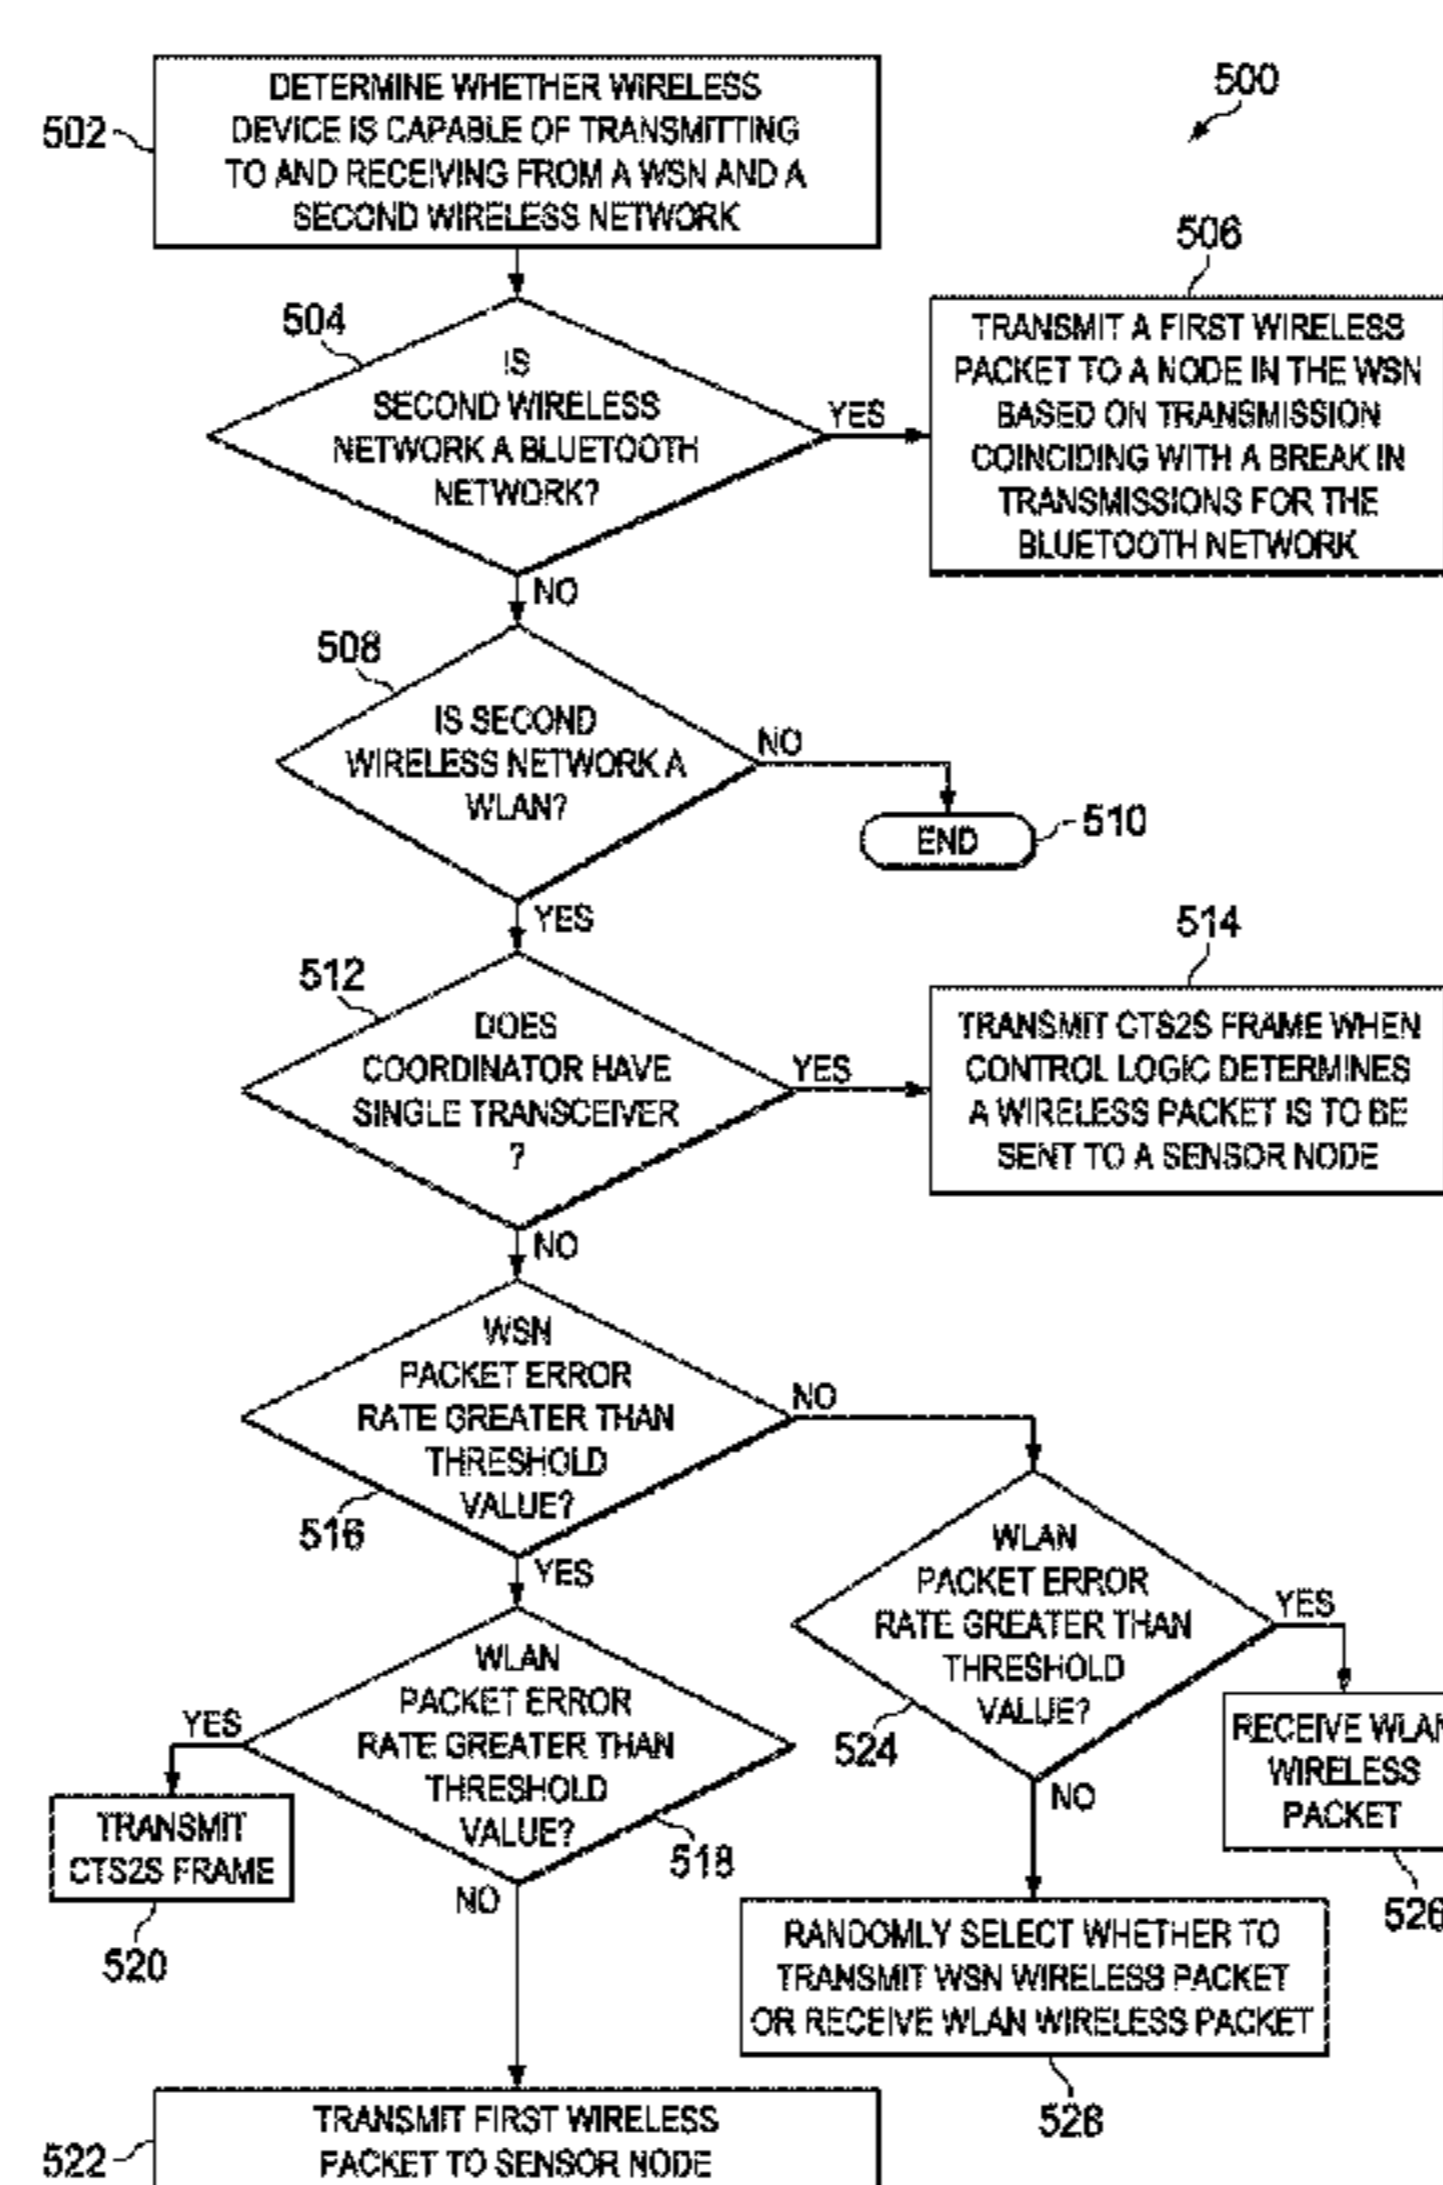 500
502
DETERMINE WHETHER WIRELESS
DEVICE IS CAPABLE OF TRANSMITTING
TO AND RECEIVING FROM A WSN AND A
SECOND WIRELESS NETWORK
504
IS
SECOND WIRELESS
NETWORK A BLUETOOTH
NETWORK?
YES
NO
506
TRANSMIT A FIRST WIRELESS
PACKET TO A NODE IN THE WSN
BASED ON TRANSMISSION
COINCIDING WITH A BREAK IN
TRANSMISSIONS FOR THE
BLUETOOTH NETWORK
508
IS SECOND
WIRELESS NETWORK A
WLAN?
NO
END
510
YES
512
DOES
COORDINATOR HAVE
SINGLE TRANSCEIVER
?
YES
NO
514
TRANSMIT CTS2S FRAME WHEN
CONTROL LOGIC DETERMINES
A WIRELESS PACKET IS TO BE
SENT TO A SENSOR NODE
WSN
PACKET ERROR
RATE GREATER THAN
THRESHOLD
VALUE?
516
NO
YES
WLAN
PACKET ERROR
RATE GREATER THAN
THRESHOLD
VALUE?
518
YES
NO
TRANSMIT
CTS2S FRAME
520
WLAN
PACKET ERROR
RATE GREATER THAN
THRESHOLD
VALUE?
524
YES
NO
RECEIVE WLAN
WIRELESS
PACKET
526
RANDOMLY SELECT WHETHER TO
TRANSMIT WSN WIRELESS PACKET
OR RECEIVE WLAN WIRELESS PACKET
528
522
TRANSMIT FIRST WIRELESS
PACKET TO SENSOR NODE